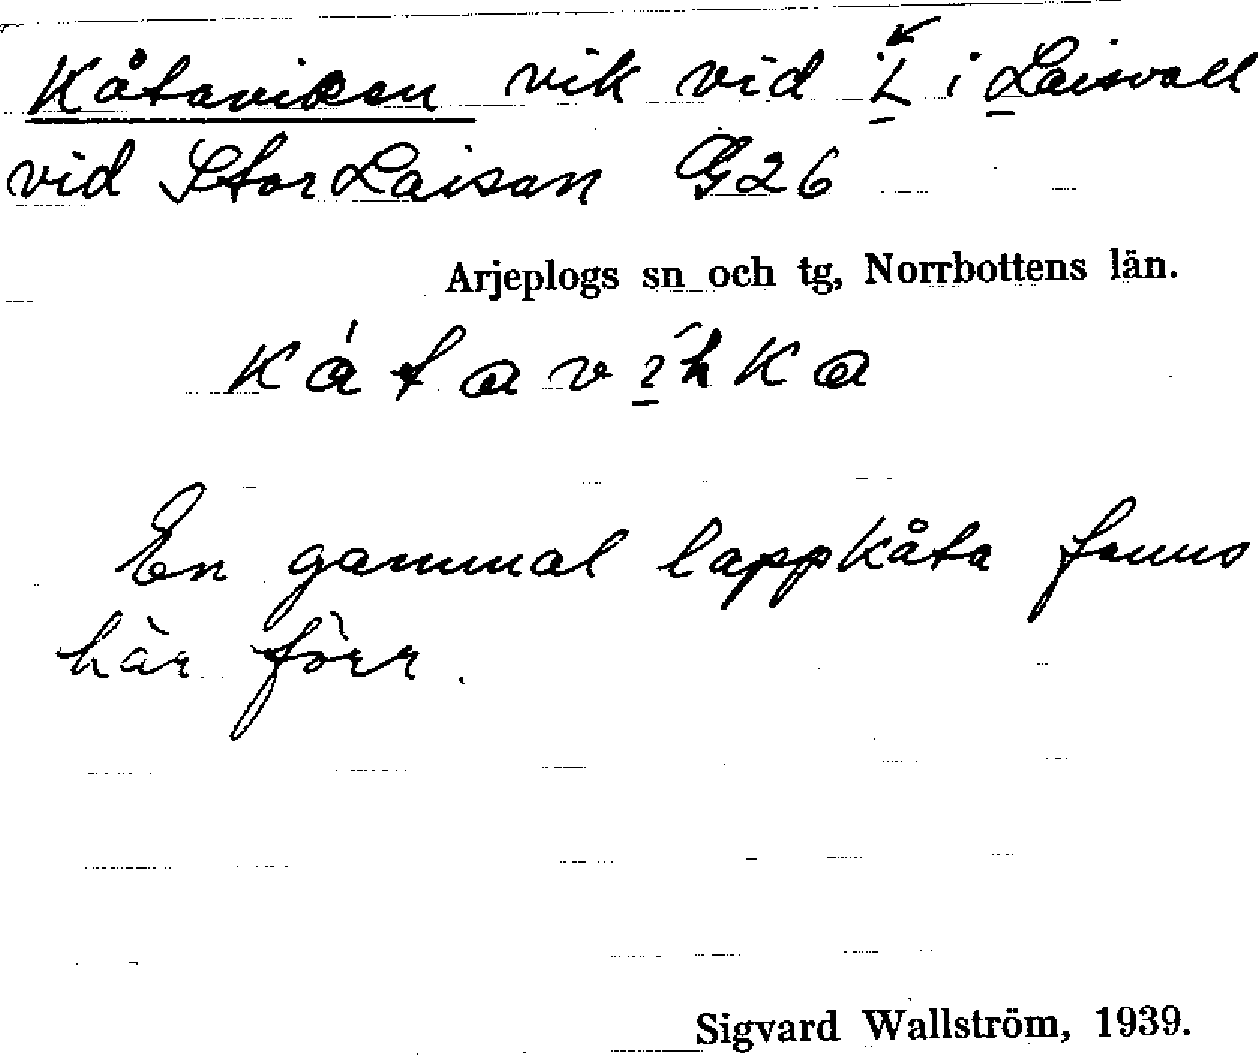 Kåtaviken vik vid L i Laisvall
vid Stor Laisan G26
Arjeplogs sn och tg, Norrbottens län.
En gammal lappkåta fanns
här förr.
Sigvard Wallström, 1939.